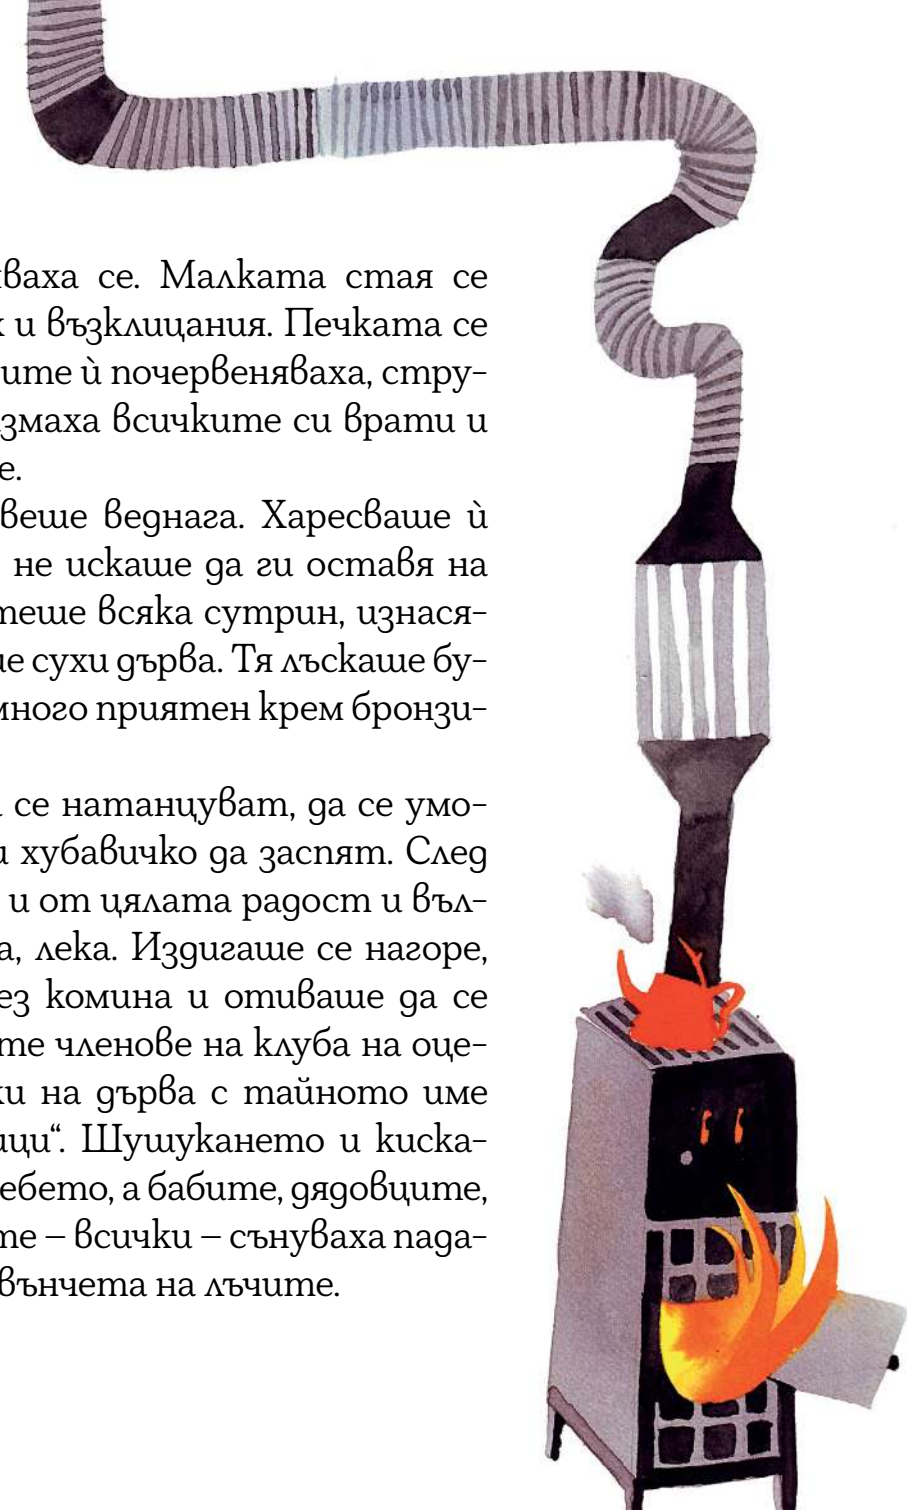 ваха се. Малката стая се
х и възклицания. Печката се
ите ѝ почервеняваха, стру-
змаха всичките си врати и
е.
веше веднага. Харесваше ѝ
не искаше да ги оставя на
теше всяка сутрин, изнася-
ше сухи дърва. Тя лъскаше бу-
много приятен крем бронзи-
а се натанцуват, да се умо-
и хубавичко да заспят. След
и от цялата радост и въл-
а, лека. Издигаше се нагоре,
ез комина и отиваше да се
те членове на клуба на оце-
ки на дърва с тайното име
ици“. Шушукането и киска-
ебето, а бабите, дядовците,
те – всички – сънуваха пада-
вънчета на лъчите.